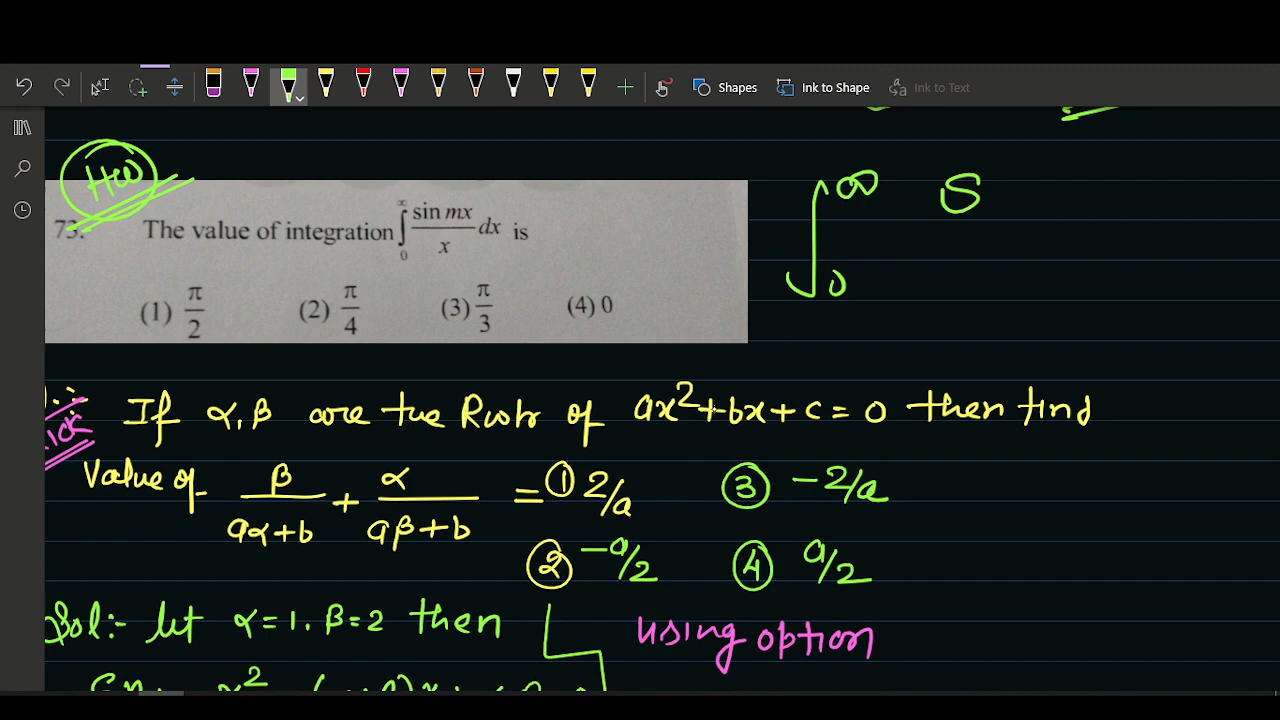 Shapes Ink to Shape Ink to Text
HW
73. The value of integration ∫₀^∞ sin mx / x dx is
(1) π/2 (2) π/4 (3) π/3 (4) 0
∫₀^∞ S
If α, β are the Roots of ax²+bx+c=0 then find
Value of β/(aα+b) + α/(aβ+b) = ① 2/a ③ -2/a
② -a/2 ④ a/2
Sol:- let α=1, β=2 then
using option